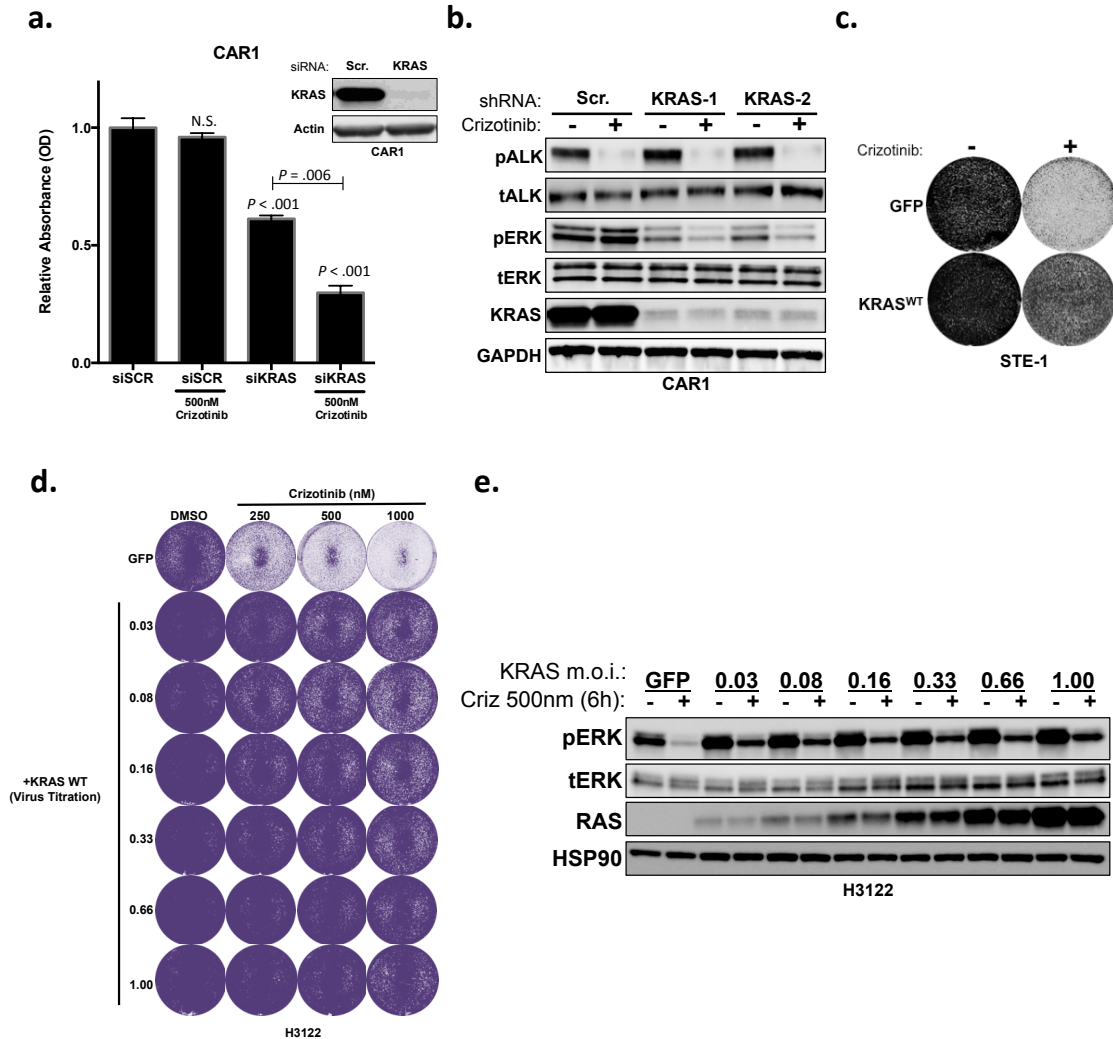 a.
CAR1
siRNA: Scr. KRAS
KRAS
Actin
CAR1
Relative Absorbance (OD)
1.0
0.5
0.0
N.S.
P = .006
P < .001
P < .001
siSCR siSCR siKRAS siKRAS
500nM Crizotinib 500nM Crizotinib
b.
shRNA: Scr. KRAS-1 KRAS-2
Crizotinib: - + - + - +
pALK
tALK
pERK
tERK
KRAS
GAPDH
CAR1
c.
Crizotinib: - +
GFP
KRASWT
STE-1
d.
Crizotinib (nM)
DMSO 250 500 1000
GFP
0.03
0.08
0.16
+KRAS WT
(Virus Titration)
0.33
0.66
1.00
H3122
e.
KRAS m.o.i.: GFP 0.03 0.08 0.16 0.33 0.66 1.00
Criz 500nm (6h): - + - + - + - + - + - + - +
pERK
tERK
RAS
HSP90
H3122